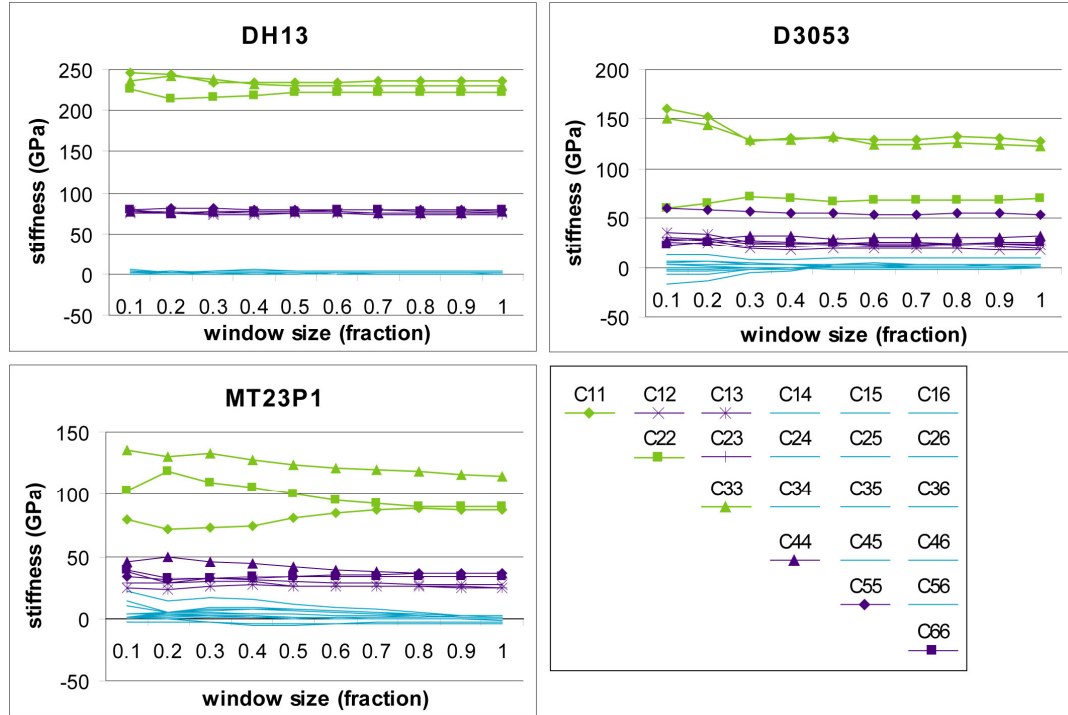 DH13
250
200
150
100
50
0
-50
stiffness (GPa)
0.1 0.2 0.3 0.4 0.5 0.6 0.7 0.8 0.9 1
window size (fraction)
D3053
200
150
100
50
0
-50
stiffness (GPa)
0.1 0.2 0.3 0.4 0.5 0.6 0.7 0.8 0.9 1
window size (fraction)
MT23P1
150
100
50
0
-50
stiffness (GPa)
0.1 0.2 0.3 0.4 0.5 0.6 0.7 0.8 0.9 1
window size (fraction)
C11 C12 C13 C14 C15 C16
C22 C23 C24 C25 C26
C33 C34 C35 C36
C44 C45 C46
C55 C56
C66